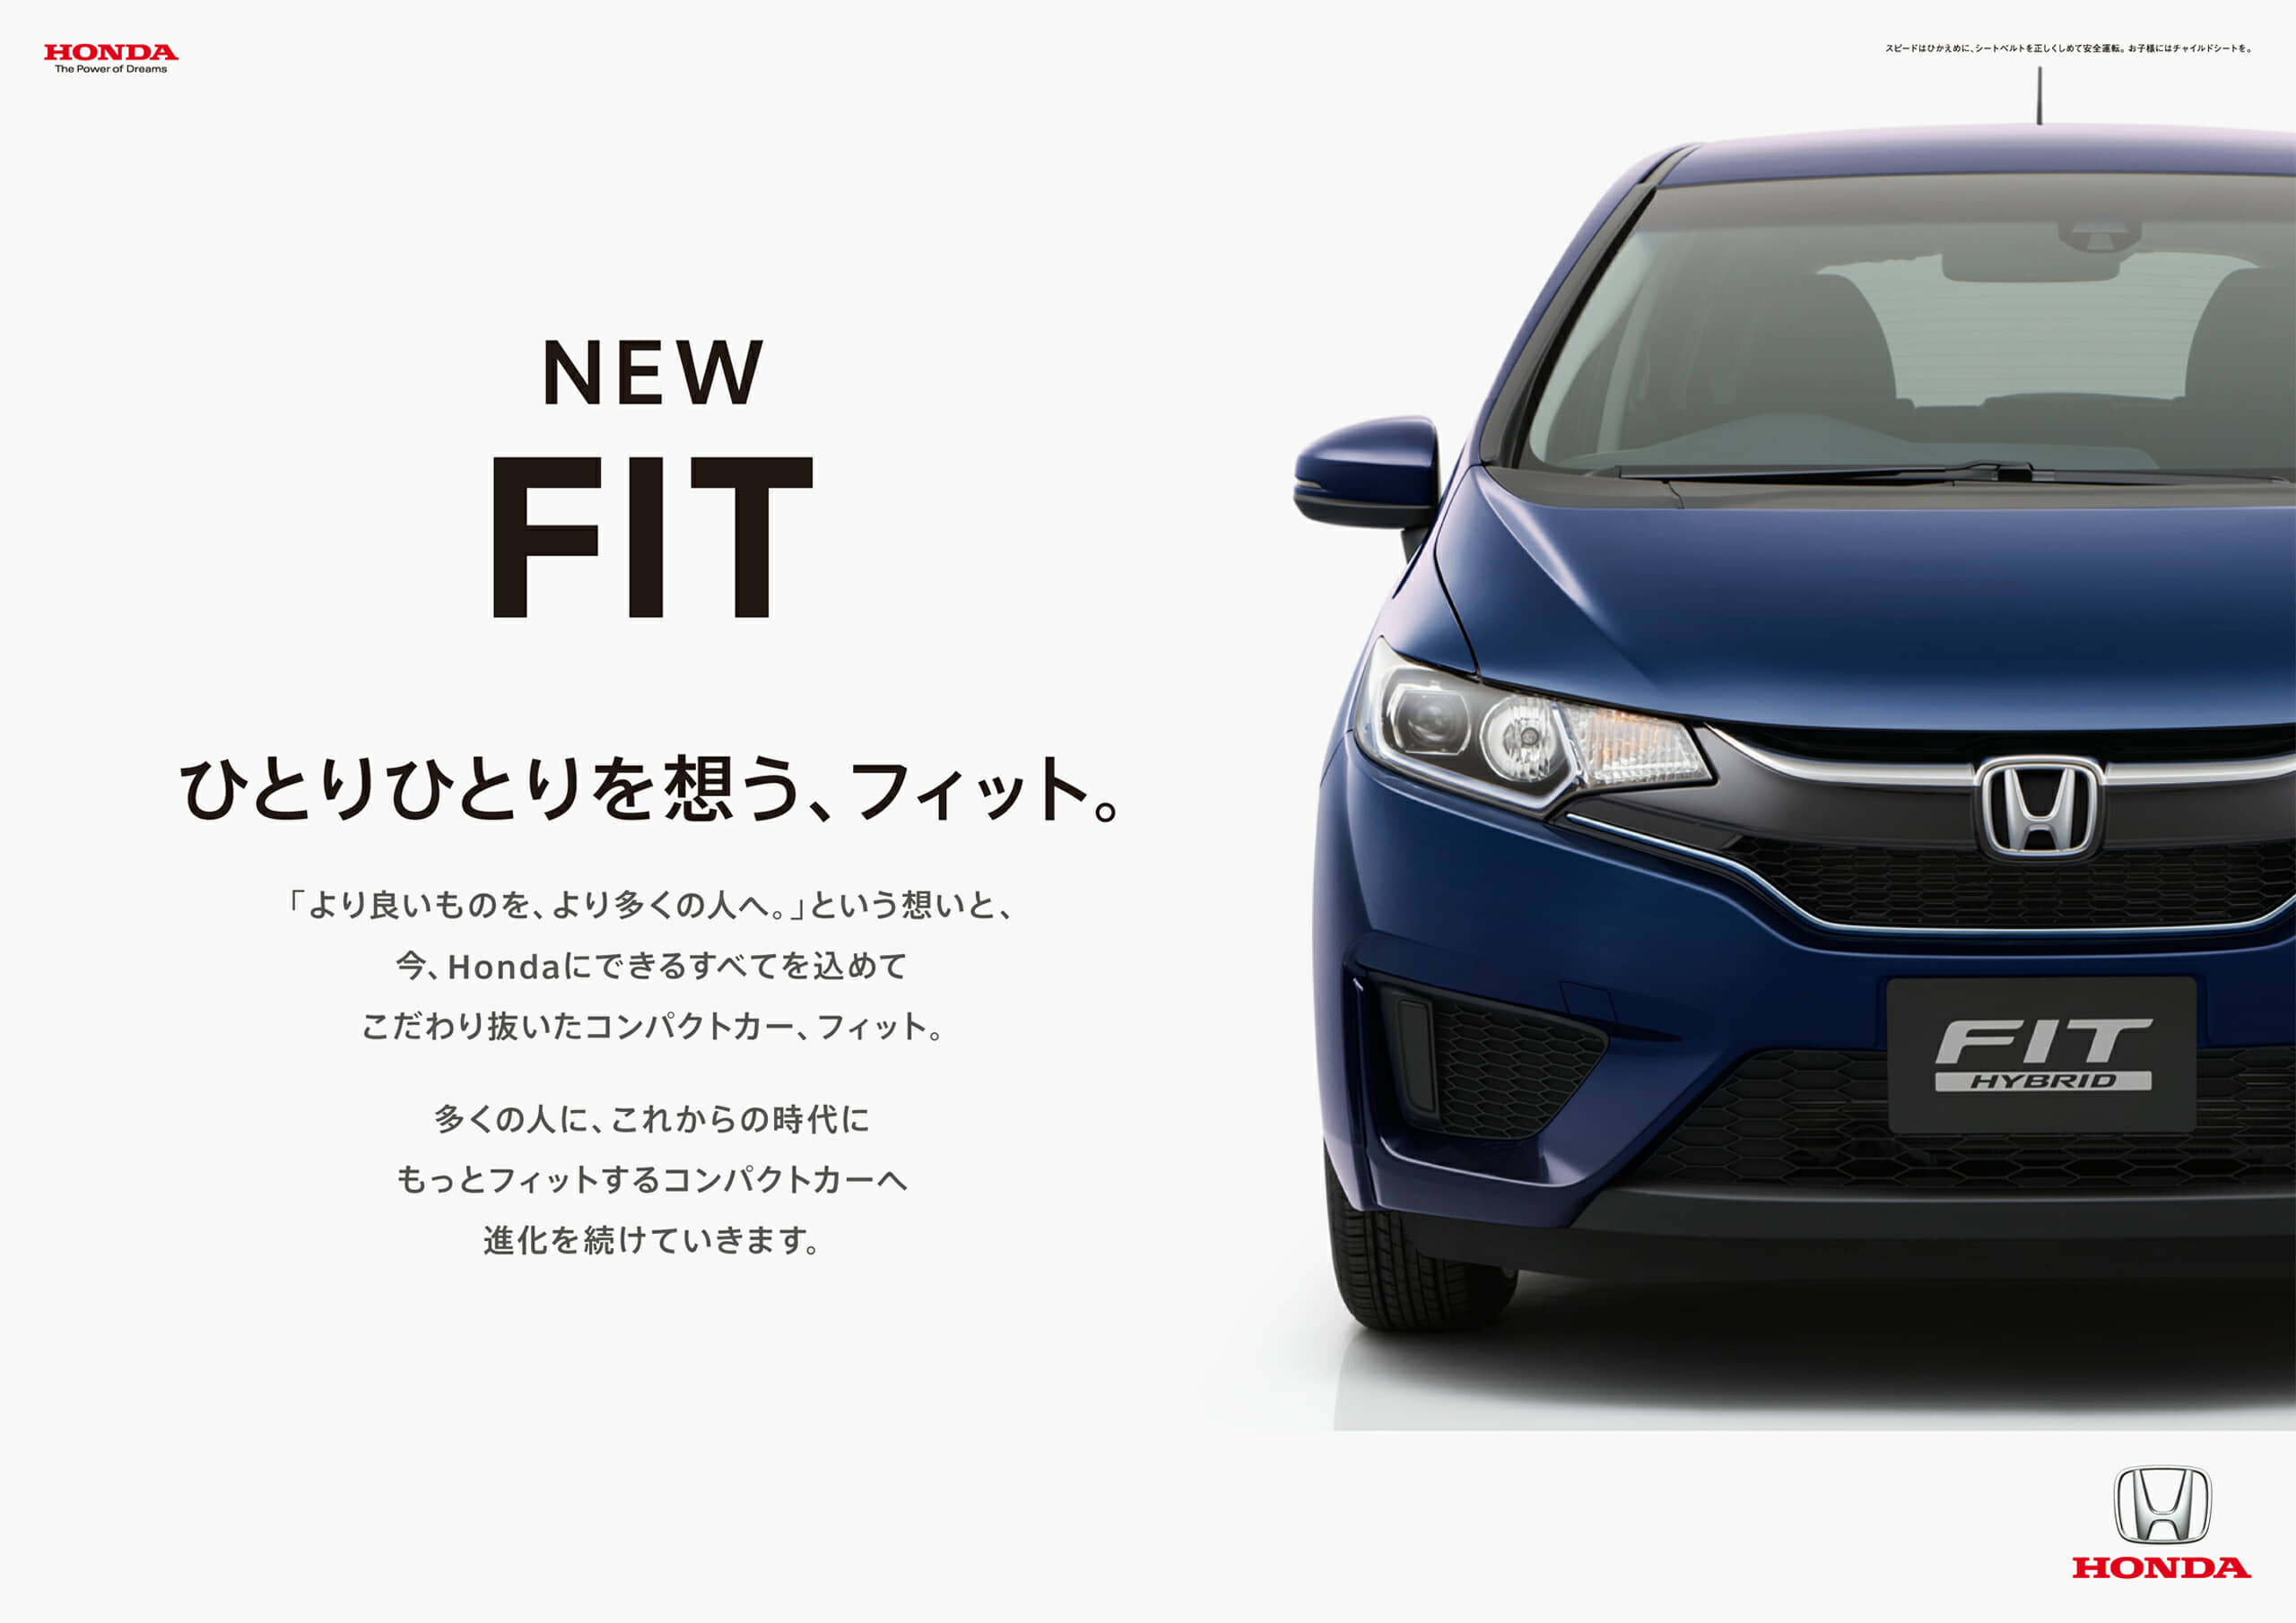 HONDA
The Power of Dreams
スピードはひかえめに、シートベルトを正しくしめて安全運転。お子様にはチャイルドシートを。
NEW
FIT
ひとりひとりを想う、フィット。
「より良いものを、より多くの人へ。」という想いと、
今、Hondaにできるすべてを込めて
こだわり抜いたコンパクトカー、フィット。
多くの人に、これからの時代に
もっとフィットするコンパクトカーへ
進化を続けていきます。
FIT
HYBRID
HONDA